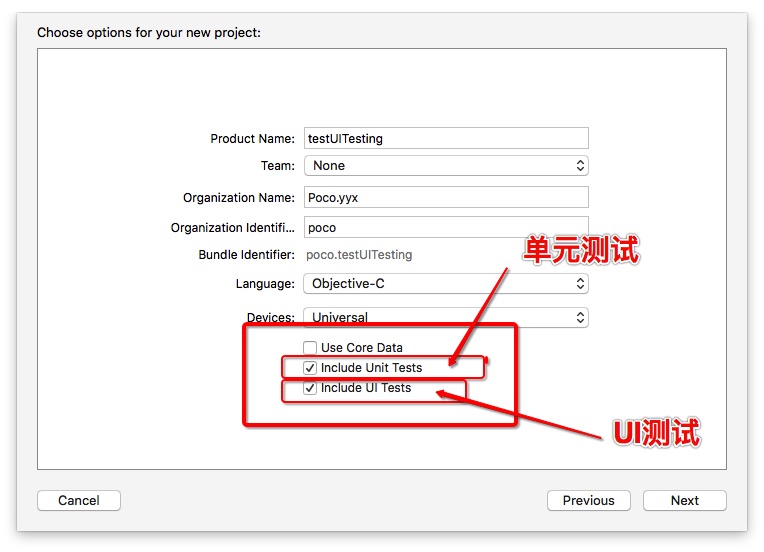 Choose options for your new project:
Product Name: testUITesting
Team: None
Organization Name: Poco.yyx
Organization Identifi... poco
Bundle Identifier: poco.testUITesting
单元测试
Language: Objective-C
Devices: Universal
Use Core Data
Include Unit Tests
Include UI Tests
UI测试
Cancel Previous Next